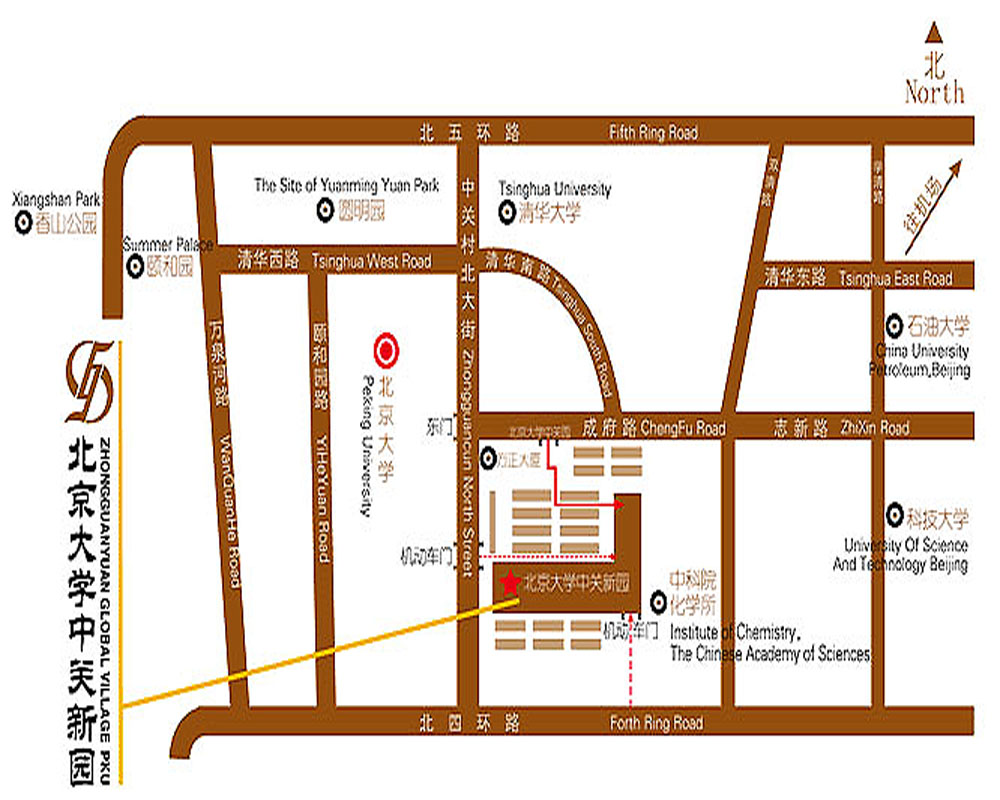 北
North
北五环路 Fifth Ring Road
Xiangshan Park
香山公园
The Site of Yuanming Yuan Park
圆明园
Tsinghua University
清华大学
往机场
Summer Palace
颐和园
清华西路 Tsinghua West Road
清华南路 Tsinghua South Road
清华东路 Tsinghua East Road
中关村北大街 Zhongguancun North Street
万泉河路 WanQuanHe Road
颐和园路 YiHeYuan Road
北京大学
Peking University
石油大学
China University
Petroleum,Beijing
东门
北京大学中关园
成府路 ChengFu Road
志新路 ZhiXin Road
方正大厦
机动车门
北京大学中关新园
科技大学
University Of Science
And Technology Beijing
中科院
化学所
机动车门
Institute of Chemistry,
The Chinese Academy of Sciences
北四环路 Forth Ring Road
北京大学中关新园
ZHONGGUANYUAN GLOBAL VILLAGE PKU